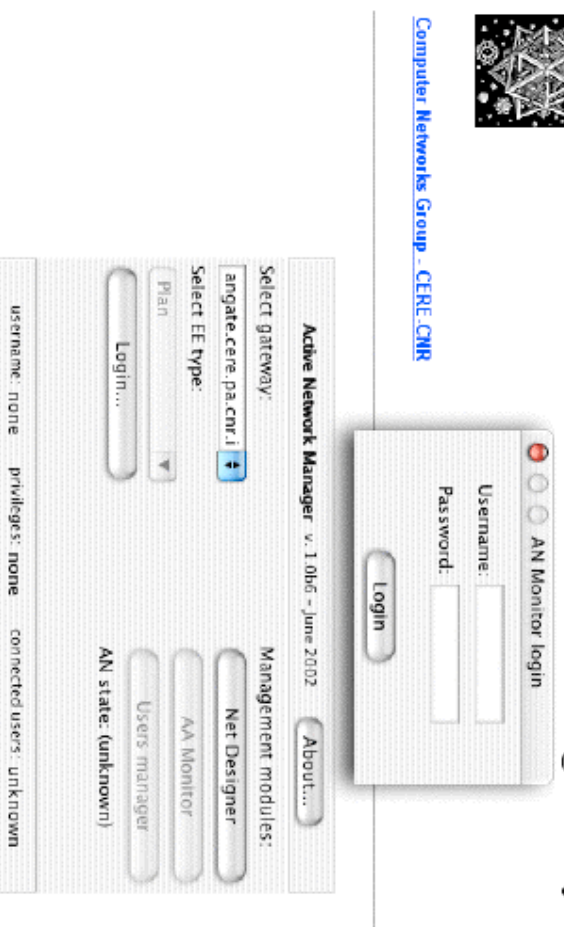 Computer Networks Group - CERE-CNR
AN Monitor login
Username:
Password:
Login
Active Network Manager v. 1.0b6 - June 2002
About...
Select gateway:
angate.cere.pa.cnr.i
Select EE type:
Plan
Login...
Management modules:
Net Designer
AA Monitor
Users manager
AN state: (unknown)
username: none privileges: none connected users: unknown